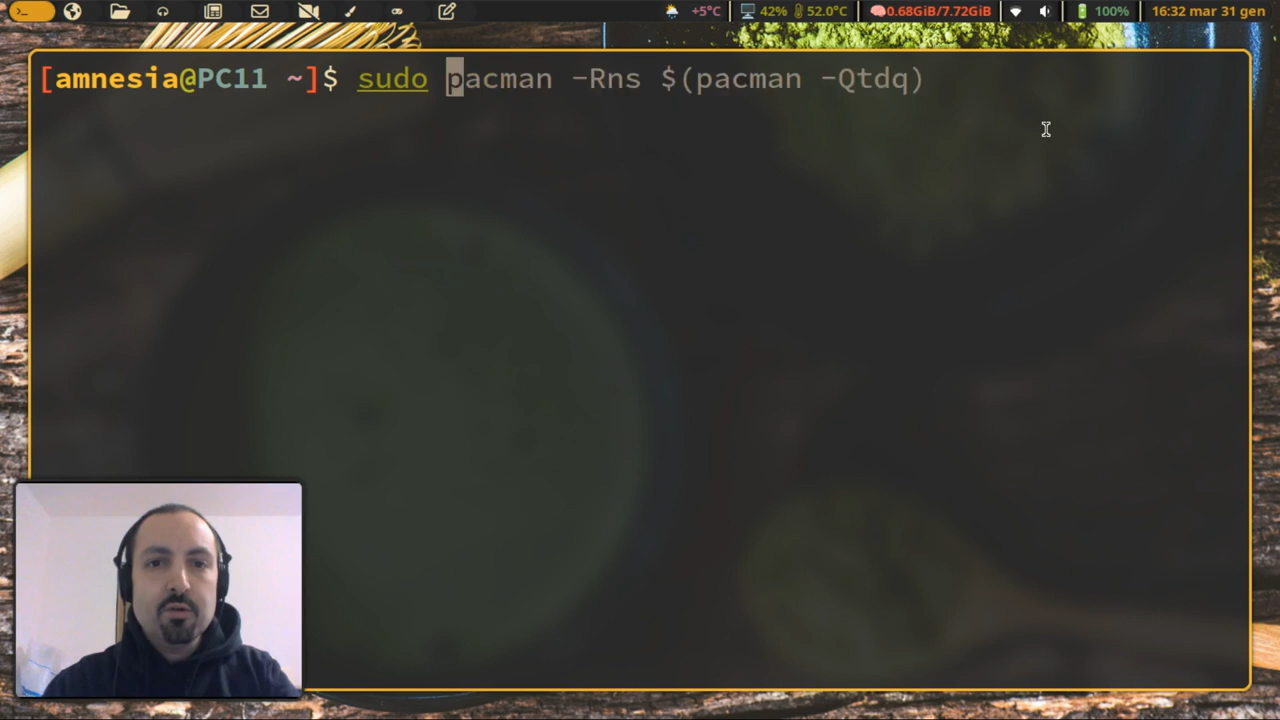 +5°C 42% 52.0°C 0.68GiB/7.72GiB 100% 16:32 mar 31 gen
[amnesia@PC11 ~]$ sudo pacman -Rns $(pacman -Qtdq)